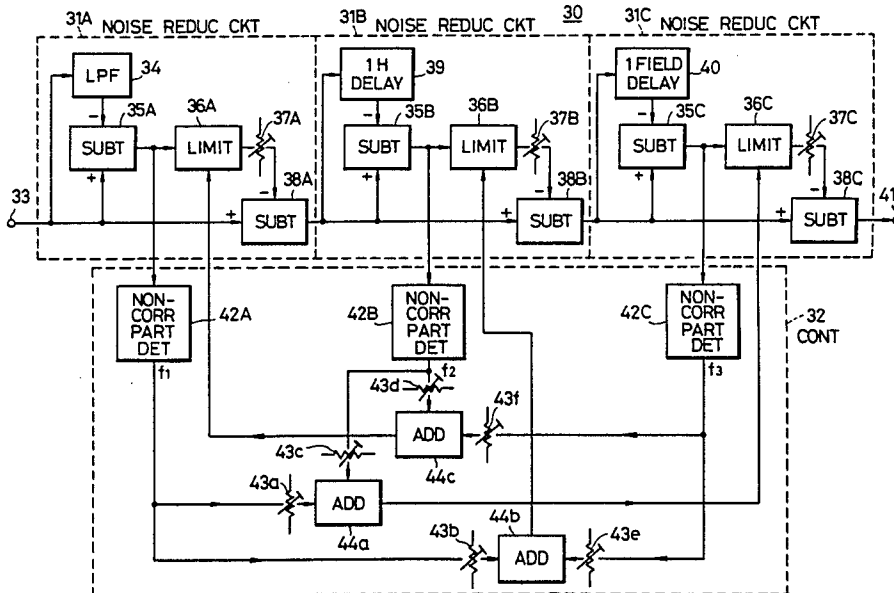 31A NOISE REDUC CKT
31B NOISE REDUC CKT
30
31C NOISE REDUC CKT
LPF
34
1H
DELAY
39
1 FIELD
DELAY
40
35A
36A
37A
35B
36B
37B
35C
36C
37C
SUBT
LIMIT
SUBT
LIMIT
SUBT
LIMIT
33
38A
38B
38C
41
SUBT
SUBT
SUBT
− + − +
− + − +
− + − +
NON-
CORR
PART
DET
42A
f1
42B
NON-
CORR
PART
DET
f2
42C
NON-
CORR
PART
DET
f3
32
CONT
43d
43f
ADD
44c
43c
43a
ADD
44a
43b
44b
ADD
43e